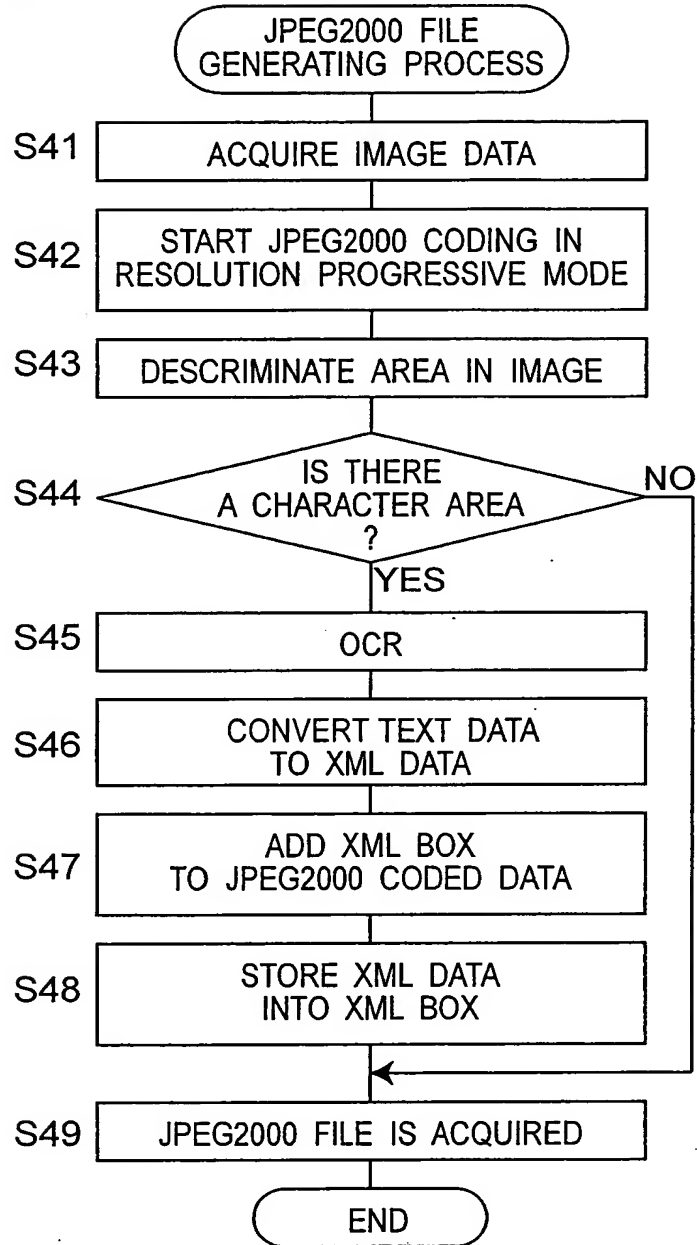 JPEG2000 FILE
GENERATING PROCESS
S41
ACQUIRE IMAGE DATA
S42
START JPEG2000 CODING IN
RESOLUTION PROGRESSIVE MODE
S43
DESCRIMINATE AREA IN IMAGE
S44
IS THERE
A CHARACTER AREA
?
NO
YES
S45
OCR
S46
CONVERT TEXT DATA
TO XML DATA
S47
ADD XML BOX
TO JPEG2000 CODED DATA
S48
STORE XML DATA
INTO XML BOX
S49
JPEG2000 FILE IS ACQUIRED
END